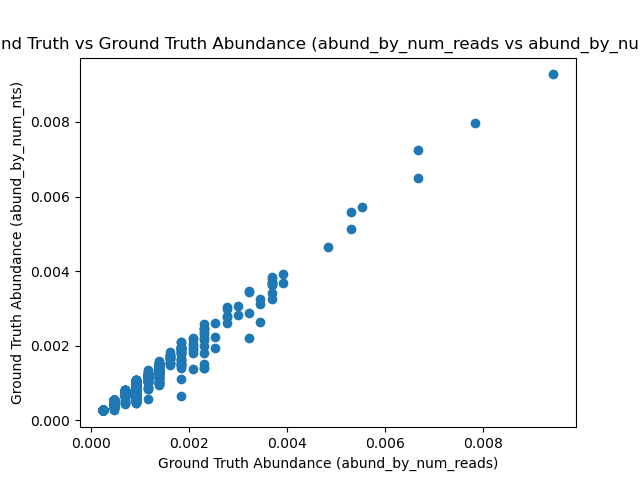 nd Truth vs Ground Truth Abundance (abund_by_num_reads vs abund_by_nu
Ground Truth Abundance (abund_by_num_nts)
0.008
0.006
0.004
0.002
0.000
0.000 0.002 0.004 0.006 0.008
Ground Truth Abundance (abund_by_num_reads)